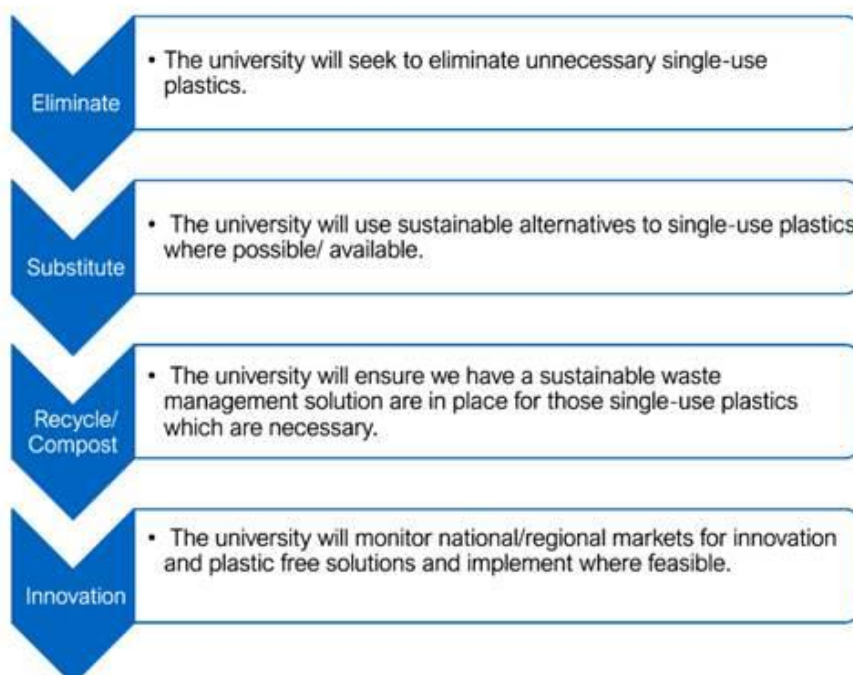 Eliminate
• The university will seek to eliminate unnecessary single-use
plastics.
Substitute
• The university will use sustainable alternatives to single-use plastics
where possible/ available.
Recycle/
Compost
• The university will ensure we have a sustainable waste
management solution are in place for those single-use plastics
which are necessary.
Innovation
• The university will monitor national/regional markets for innovation
and plastic free solutions and implement where feasible.